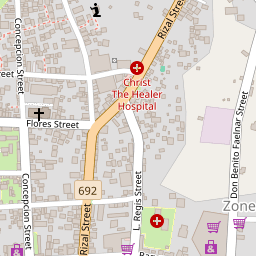 Concepcion Street
Rizal Street
Christ
The Healer
Hospital
Flores Street
Don Benito Faelnar Street
692
Concepcion Street
Rizal Street
L. Regis Street
Zone